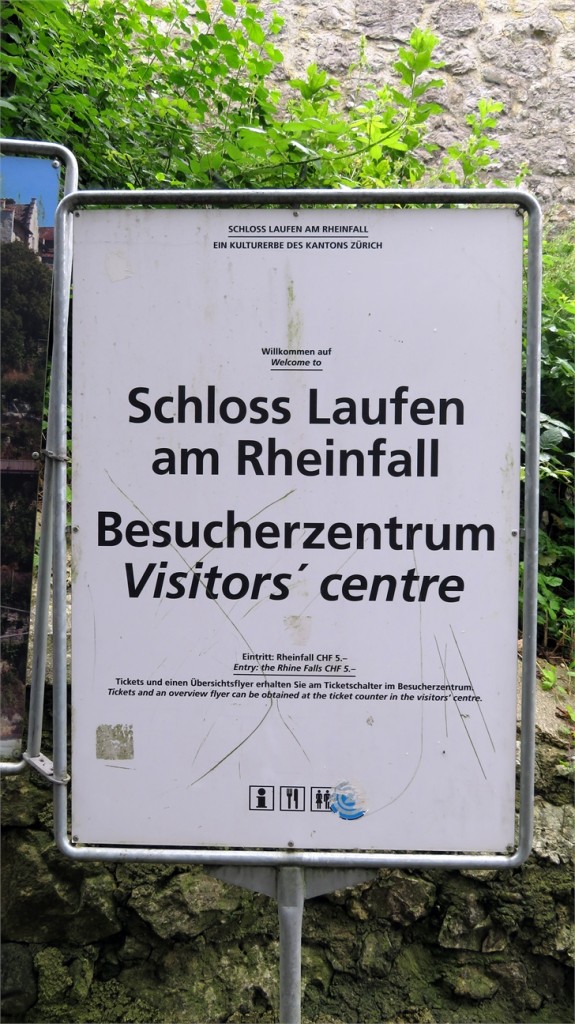 SCHLOSS LAUFEN AM RHEINFALL
EIN KULTURERBE DES KANTONS ZÜRICH
Willkommen auf
Welcome to
Schloss Laufen
am Rheinfall
Besucherzentrum
Visitors´ centre
Eintritt: Rheinfall CHF 5.–
Entry: the Rhine Falls CHF 5.–
Tickets und einen Übersichtsflyer erhalten Sie am Ticketschalter im Besucherzentrum.
Tickets and an overview flyer can be obtained at the ticket counter in the visitors' centre.